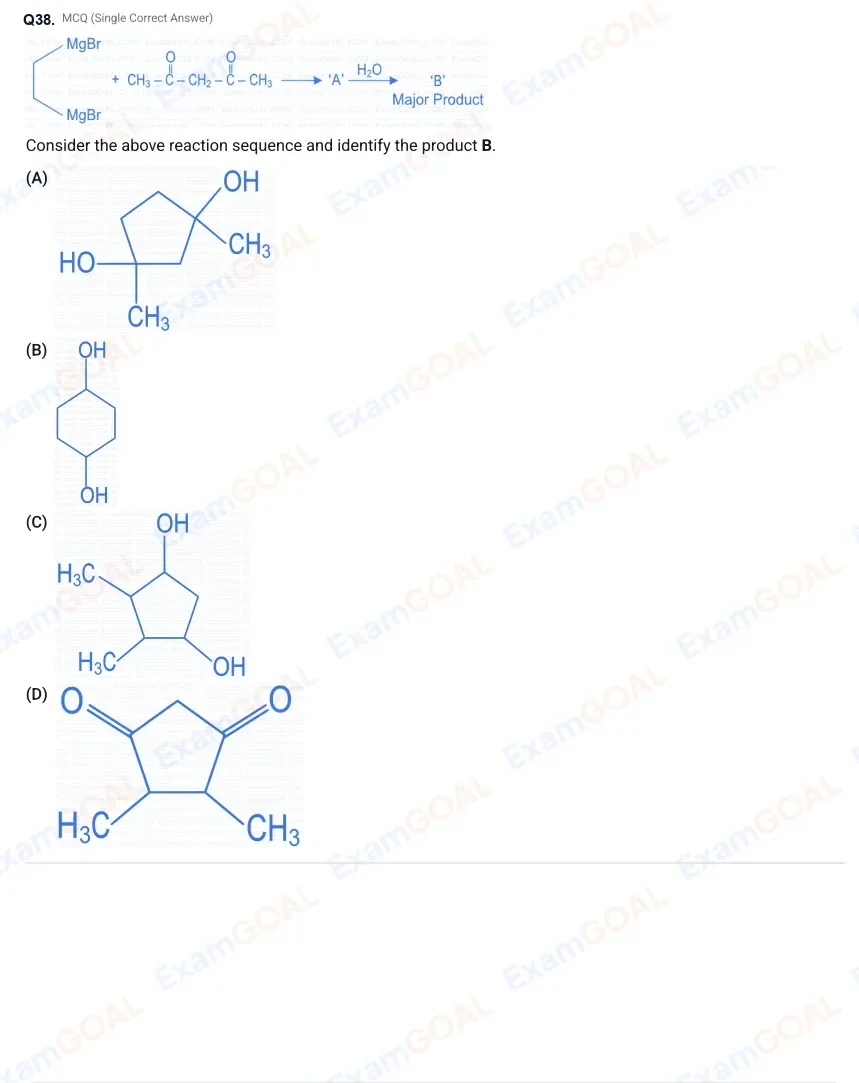 Q38. MCQ (Single Correct Answer)
MgBr
O O
+ CH3 – C – CH2 – C – CH3 ⟶ 'A' H2O ⟶ 'B'
Major Product
MgBr
Consider the above reaction sequence and identify the product B.
(A)
OH
CH3
HO
CH3
(B)
OH
OH
(C)
OH
H3C
H3C
OH
(D)
O
O
H3C
CH3
ExamGOAL